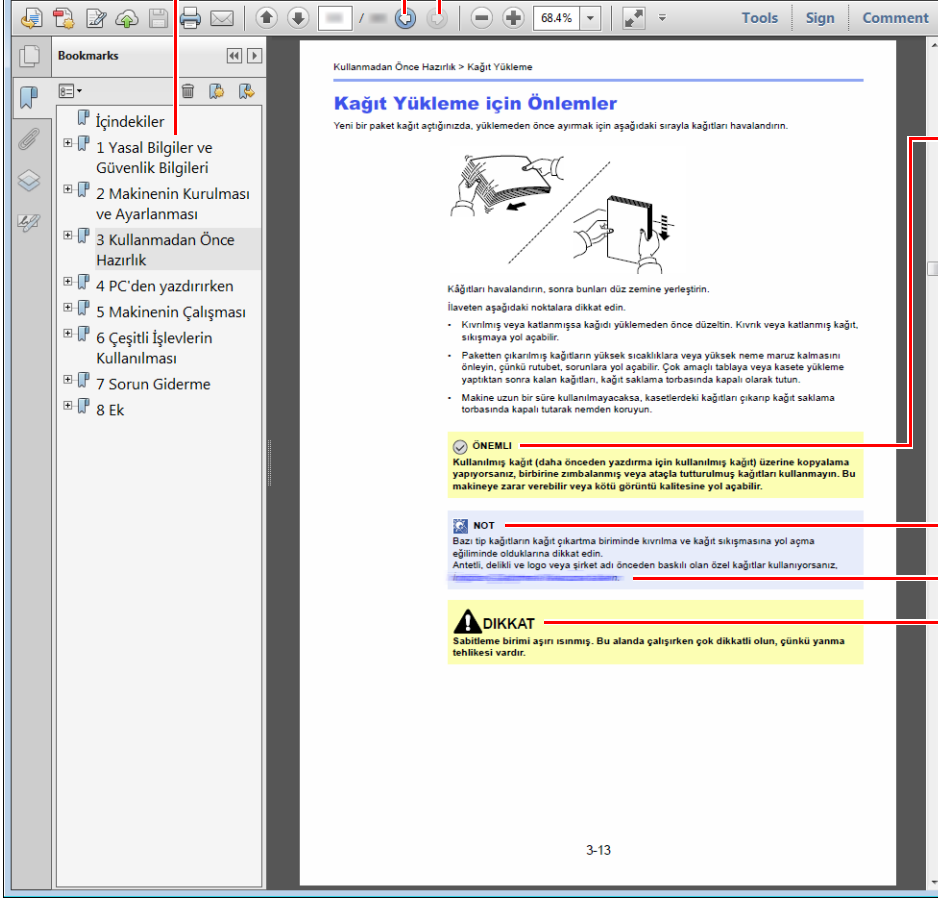 68.4%
Tools
Sign
Comment
Bookmarks
İçindekiler
1 Yasal Bilgiler ve
Güvenlik Bilgileri
2 Makinenin Kurulması
ve Ayarlanması
3 Kullanmadan Önce
Hazırlık
4 PC'den yazdırırken
5 Makinenin Çalışması
6 Çeşitli İşlevlerin
Kullanılması
7 Sorun Giderme
8 Ek
Kullanmadan Önce Hazırlık > Kağıt Yükleme
Kağıt Yükleme için Önlemler
Yeni bir paket kağıt açtığınızda, yüklemeden önce ayırmak için aşağıdaki sırayla kağıtları havalandırın.
Kâğıtları havalandırın, sonra bunları düz zemine yerleştirin.
İlaveten aşağıdaki noktalara dikkat edin.
• Kıvrılmış veya katlanmışsa kağıdı yüklemeden önce düzeltin. Kıvrık veya katlanmış kağıt,
sıkışmaya yol açabilir.
• Paketten çıkarılmış kağıtların yüksek sıcaklıklara veya yüksek neme maruz kalmasını
önleyin, çünkü rutubet, sorunlara yol açabilir. Çok amaçlı tablaya veya kasete yükleme
yaptıktan sonra kalan kağıtları, kağıt saklama torbasında kapalı olarak tutun.
• Makine uzun bir süre kullanılmayacaksa, kasetlerdeki kağıtları çıkarıp kağıt saklama
torbasında kapalı tutarak nemden koruyun.
ÖNEMLI
Kullanılmış kağıt (daha önceden yazdırma için kullanılmış kağıt) üzerine kopyalama
yapıyorsanız, birbirine zımbalanmış veya ataçla tutturulmuş kağıtları kullanmayın. Bu
makineye zarar verebilir veya kötü görüntü kalitesine yol açabilir.
NOT
Bazı tip kağıtların kağıt çıkartma biriminde kıvrılma ve kağıt sıkışmasına yol açma
eğiliminde olduklarına dikkat edin.
Antetli, delikli ve logo veya şirket adı önceden baskılı olan özel kağıtlar kullanıyorsanız,
DIKKAT
Sabitleme birimi aşırı ısınmış. Bu alanda çalışırken çok dikkatli olun, çünkü yanma
tehlikesi vardır.
3-13